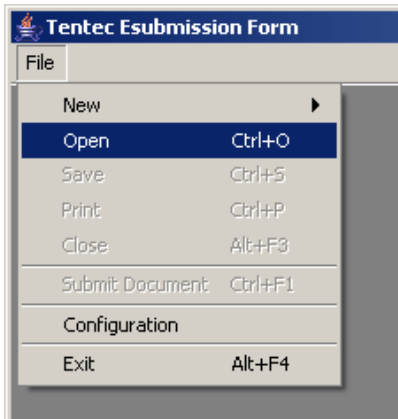 Tentec Esubmission Form
File
New
Open Ctrl+O
Save Ctrl+S
Print Ctrl+P
Close Alt+F3
Submit Document Ctrl+F1
Configuration
Exit Alt+F4